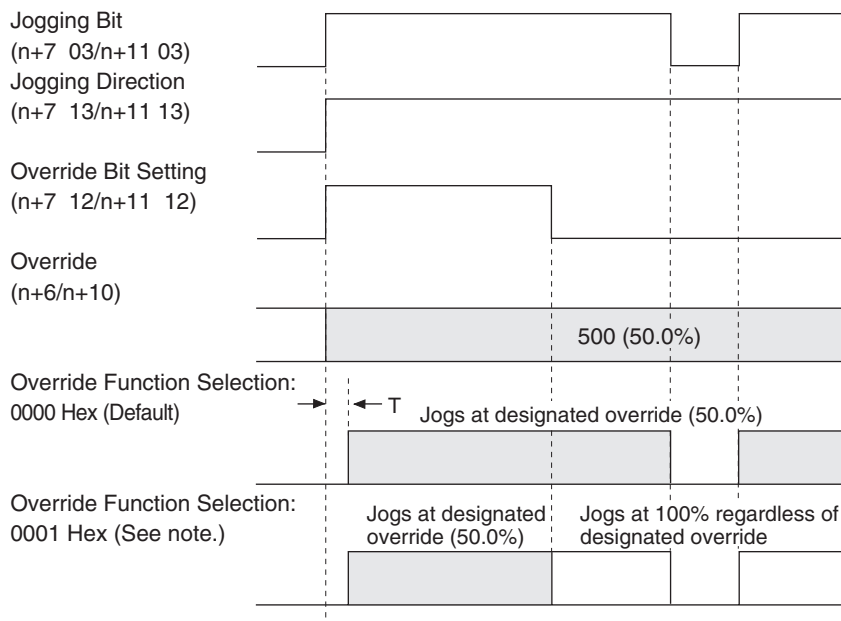 Jogging Bit
(n+7 03/n+11 03)
Jogging Direction
(n+7 13/n+11 13)
Override Bit Setting
(n+7 12/n+11 12)
Override
(n+6/n+10)
500 (50.0%)
Override Function Selection:
0000 Hex (Default)
T
Jogs at designated override (50.0%)
Override Function Selection:
0001 Hex (See note.)
Jogs at designated
override (50.0%)
Jogs at 100% regardless of
designated override